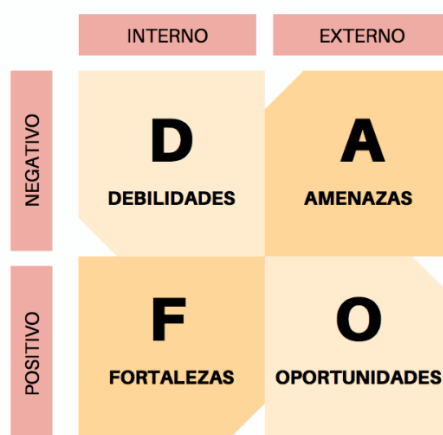 INTERNO
EXTERNO
NEGATIVO
D
DEBILIDADES
A
AMENAZAS
POSITIVO
F
FORTALEZAS
O
OPORTUNIDADES